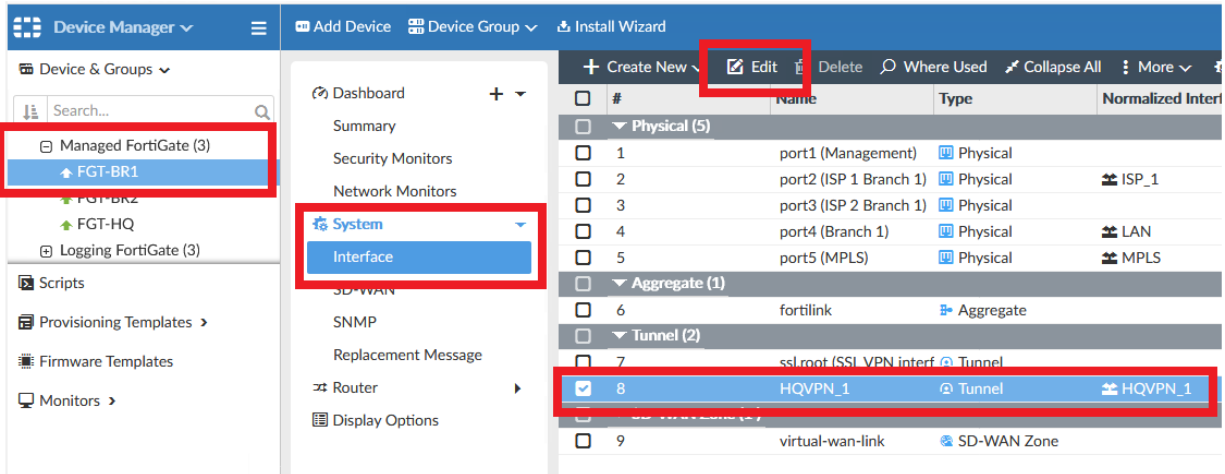 Device Manager
Add Device Device Group Install Wizard
Device & Groups
Search...
Managed FortiGate (3)
FGT-BR1
FGT-BR2
FGT-HQ
Logging FortiGate (3)
Scripts
Provisioning Templates >
Firmware Templates
Monitors >
Dashboard
Summary
Security Monitors
Network Monitors
System
Interface
SD-WAN
SNMP
Replacement Message
Router
Display Options
+ Create New Edit Delete Where Used Collapse All More
# Name Type Normalized Interf
Physical (5)
1 port1 (Management) Physical
2 port2 (ISP 1 Branch 1) Physical ISP_1
3 port3 (ISP 2 Branch 1) Physical
4 port4 (Branch 1) Physical LAN
5 port5 (MPLS) Physical MPLS
Aggregate (1)
6 fortilink Aggregate
Tunnel (2)
7 ssl.root (SSL VPN interf Tunnel
8 HQVPN_1 Tunnel HQVPN_1
SD-WAN Zone (1)
9 virtual-wan-link SD-WAN Zone